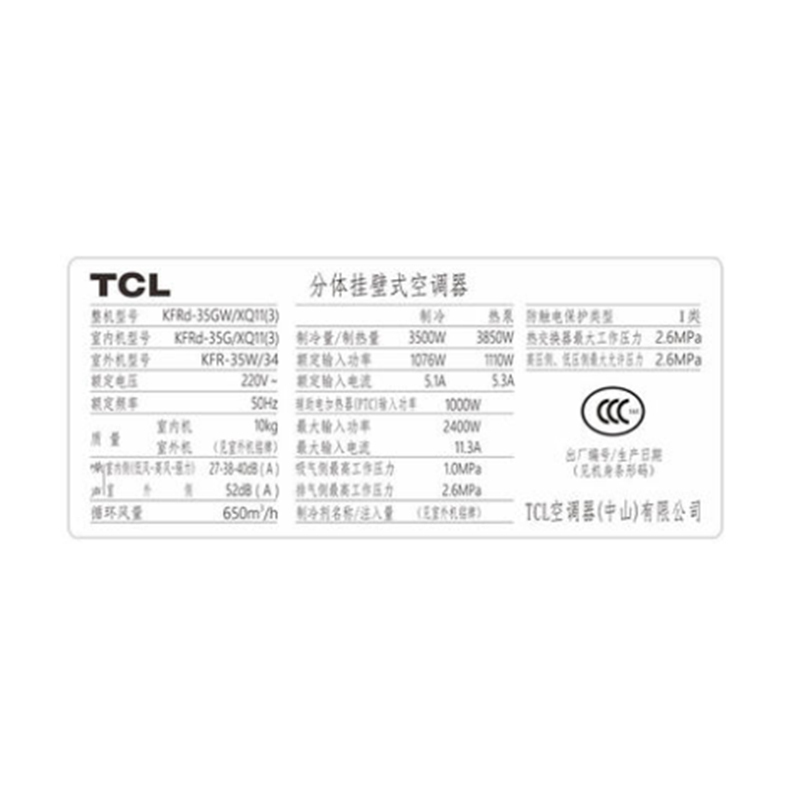 TCL
整机型号 KFRd-35GW/XQ11(3)
室内机型号 KFRd-35G/XQ11(3)
室外机型号 KFR-35W/34
额定电压 220V~
额定频率 50Hz
质量 室内机 10kg
室外机 (见室外机铭牌)
室内侧(低风-高风-强力) 27-38-40dB(A)
室外侧 52dB(A)
循环风量 650m³/h
分体挂壁式空调器
制冷 热泵
制冷量/制热量 3500W 3850W
额定输入功率 1076W 1110W
额定输入电流 5.1A 5.3A
辅助电加热器(PTC)输入功率 1000W
最大输入功率 2400W
最大输入电流 11.3A
吸气侧最高工作压力 1.0MPa
排气侧最高工作压力 2.6MPa
制冷剂名称/注入量 (见室外机铭牌)
防触电保护类型 I类
热交换器最大工作压力 2.6MPa
高压侧、低压侧最大允许压力 2.6MPa
CCC
出厂编号/生产日期
(见机身条形码)
TCL空调器(中山)有限公司